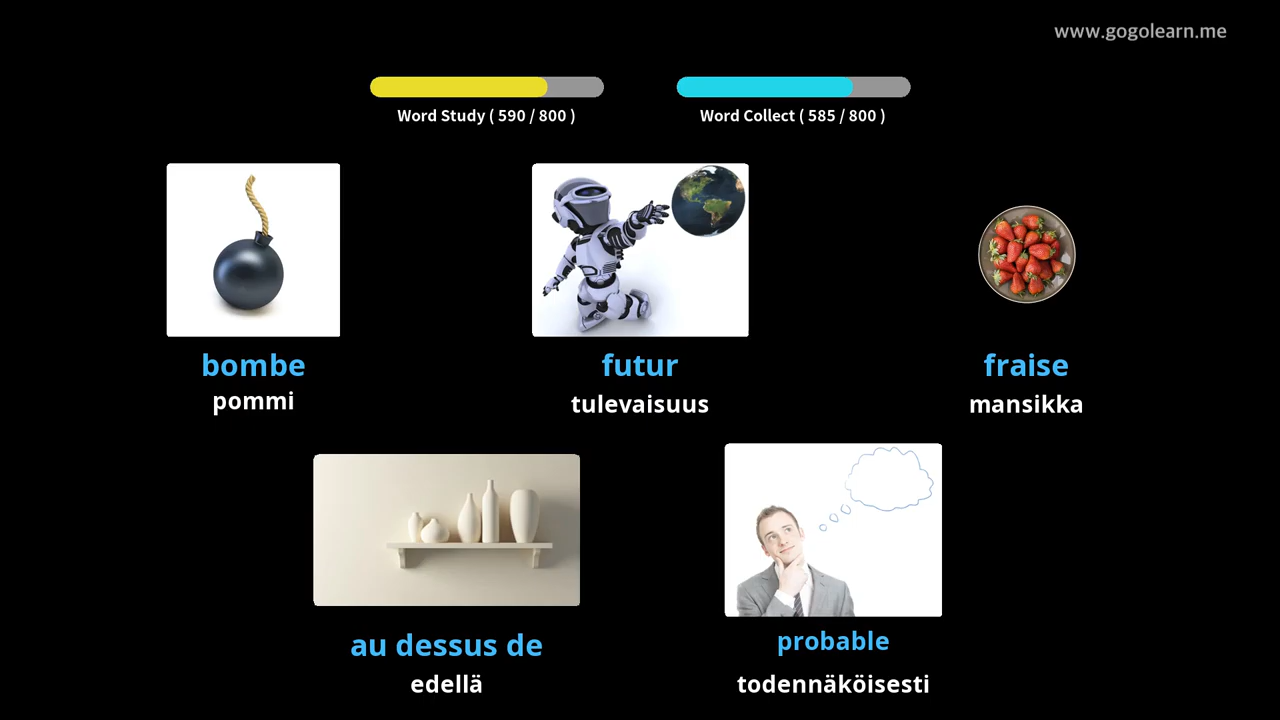 www.gogolearn.me
Word Study ( 590 / 800 )
Word Collect ( 585 / 800 )
bombe
pommi
futur
tulevaisuus
fraise
mansikka
au dessus de
edellä
probable
todennäköisesti